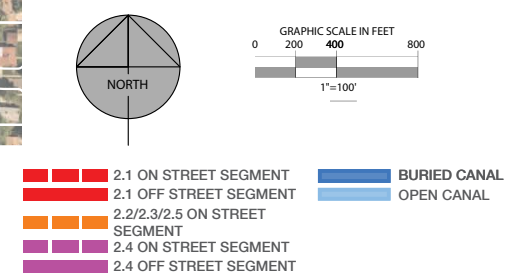 GRAPHIC SCALE IN FEET
0 200 400 800
NORTH
1"=100'
2.1 ON STREET SEGMENT
2.1 OFF STREET SEGMENT
2.2/2.3/2.5 ON STREET
SEGMENT
2.4 ON STREET SEGMENT
2.4 OFF STREET SEGMENT
BURIED CANAL
OPEN CANAL